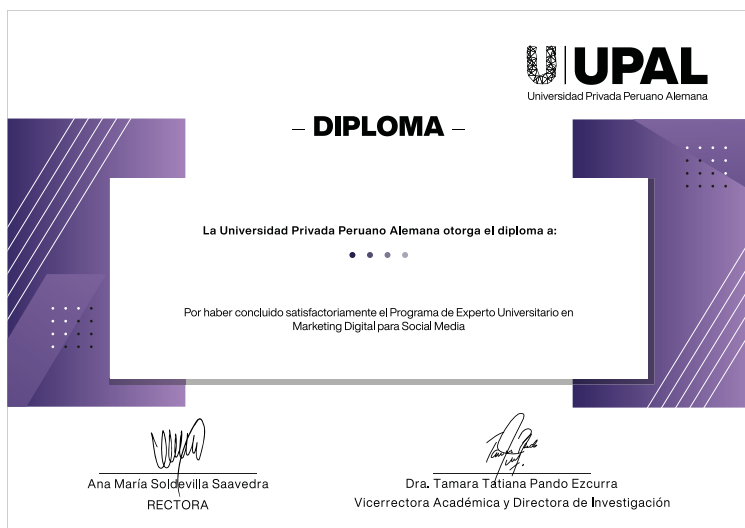 UPAL
Universidad Privada Peruano Alemana
– DIPLOMA –
La Universidad Privada Peruano Alemana otorga el diploma a:
Por haber concluido satisfactoriamente el Programa de Experto Universitario en
Marketing Digital para Social Media
Ana María Soldevilla Saavedra
RECTORA
Dra. Tamara Tatiana Pando Ezcurra
Vicerrectora Académica y Directora de Investigación